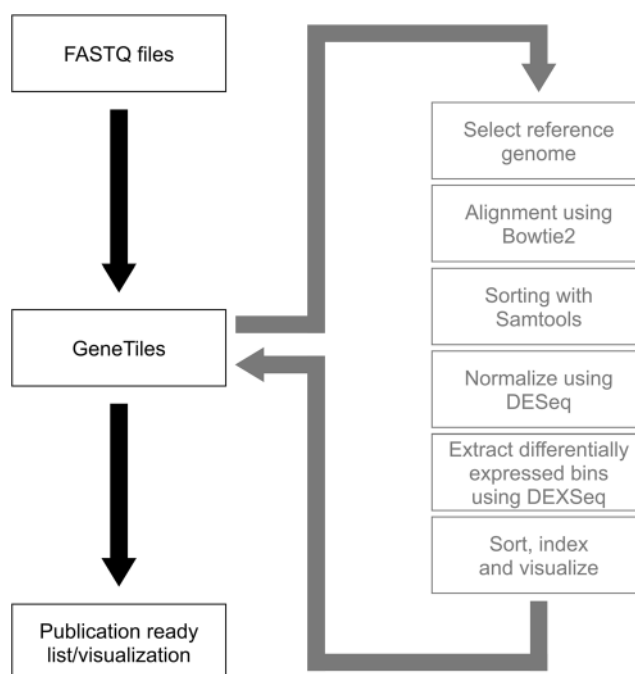 FASTQ files
GeneTiles
Publication ready
list/visualization
Select reference
genome
Alignment using
Bowtie2
Sorting with
Samtools
Normalize using
DESeq
Extract differentially
expressed bins
using DEXSeq
Sort, index
and visualize